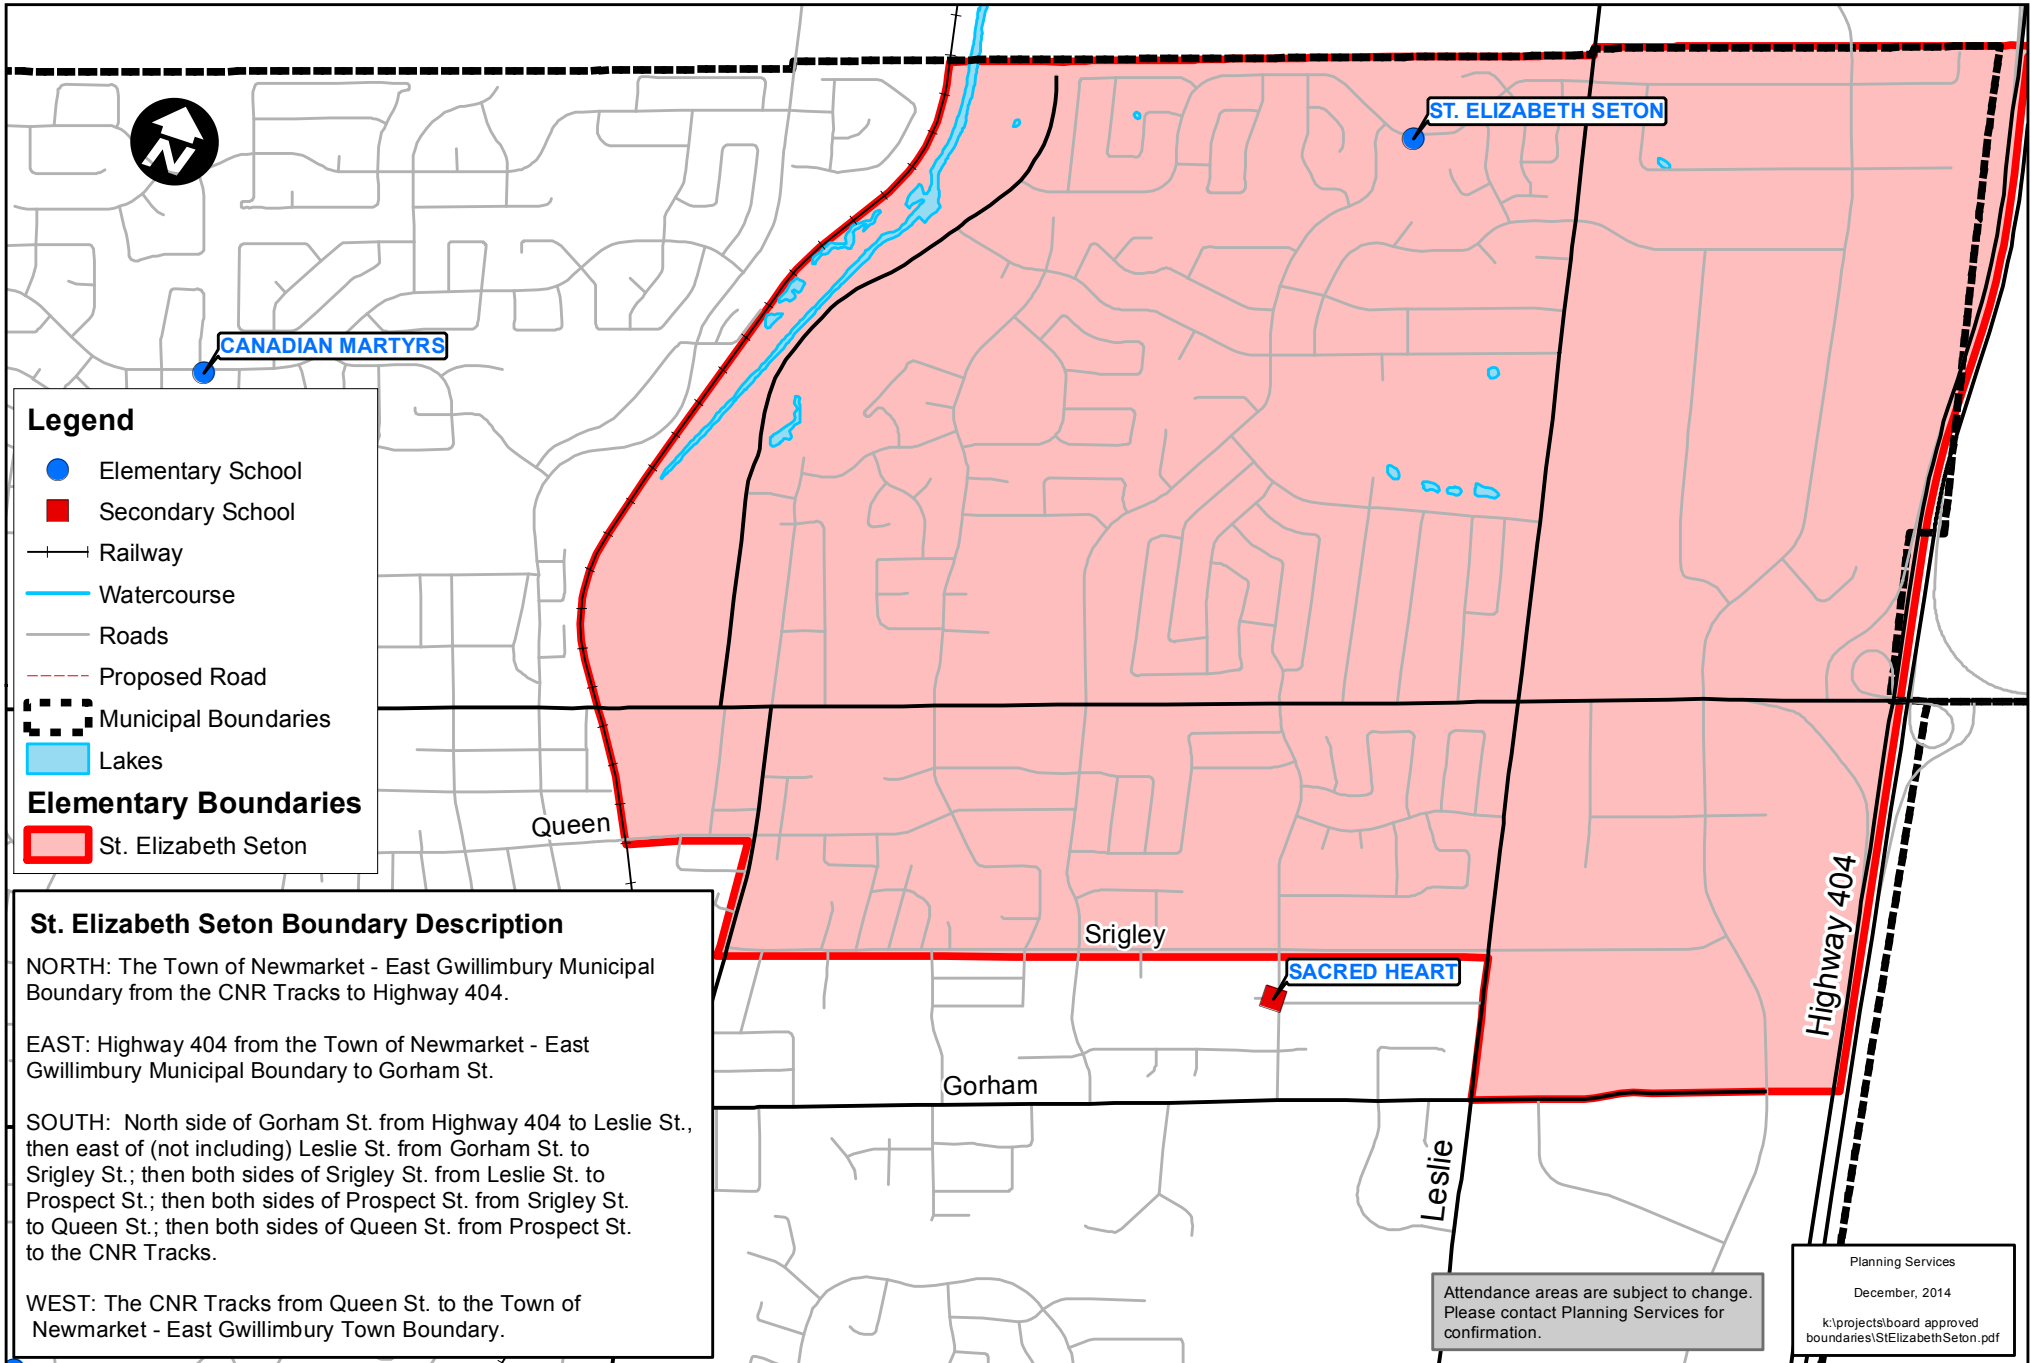 ST. ELIZABETH SETON
N
CANADIAN MARTYRS
Legend
Elementary School
Secondary School
Railway
Watercourse
Roads
Proposed Road
Municipal Boundaries
Lakes
Elementary Boundaries
St. Elizabeth Seton
Queen
Srigley
SACRED HEART
Highway 404
Gorham
Leslie
St. Elizabeth Seton Boundary Description
NORTH: The Town of Newmarket - East Gwillimbury Municipal
Boundary from the CNR Tracks to Highway 404.
EAST: Highway 404 from the Town of Newmarket - East
Gwillimbury Municipal Boundary to Gorham St.
SOUTH: North side of Gorham St. from Highway 404 to Leslie St.,
then east of (not including) Leslie St. from Gorham St. to
Srigley St.; then both sides of Srigley St. from Leslie St. to
Prospect St.; then both sides of Prospect St. from Srigley St.
to Queen St.; then both sides of Queen St. from Prospect St.
to the CNR Tracks.
WEST: The CNR Tracks from Queen St. to the Town of
Newmarket - East Gwillimbury Town Boundary.
Attendance areas are subject to change.
Please contact Planning Services for
confirmation.
Planning Services
December, 2014
k:\projects\board approved
boundaries\StElizabethSeton.pdf